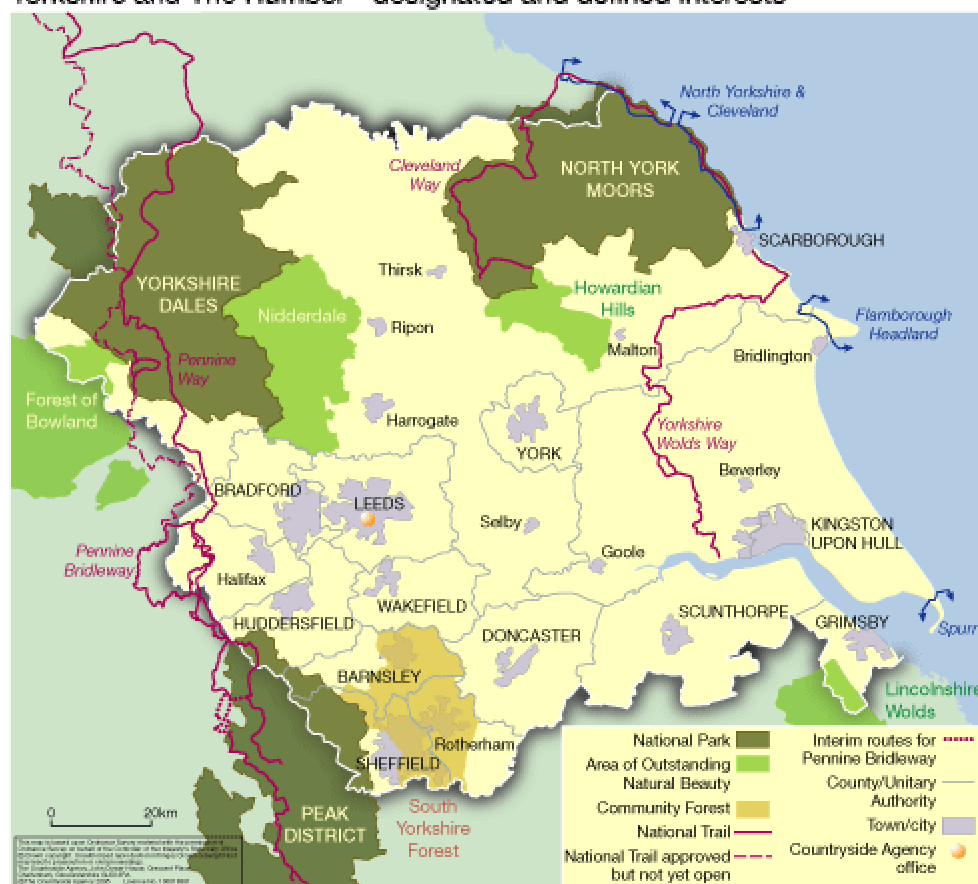 North Yorkshire &
Cleveland
Cleveland
Way
NORTH YORK
MOORS
SCARBOROUGH
Thirsk
YORKSHIRE
DALES
Nidderdale
Howardian
Hills
Ripon
Malton
Flamborough
Headland
Bridlington
Pennine
Way
Forest of
Bowland
Harrogate
YORK
Yorkshire
Wolds Way
Beverley
BRADFORD
LEEDS
Selby
KINGSTON
UPON HULL
Goole
Pennine
Bridleway
Halifax
WAKEFIELD
HUDDERSFIELD
DONCASTER
SCUNTHORPE
GRIMSBY
Spurn
BARNSLEY
Lincolnshire
Wolds
Rotherham
SHEFFIELD
South
Yorkshire
Forest
PEAK
DISTRICT
0 20km
National Park
Area of Outstanding
Natural Beauty
Community Forest
National Trail
National Trail approved
but not yet open
Interim routes for
Pennine Bridleway
County/Unitary
Authority
Town/city
Countryside Agency
office